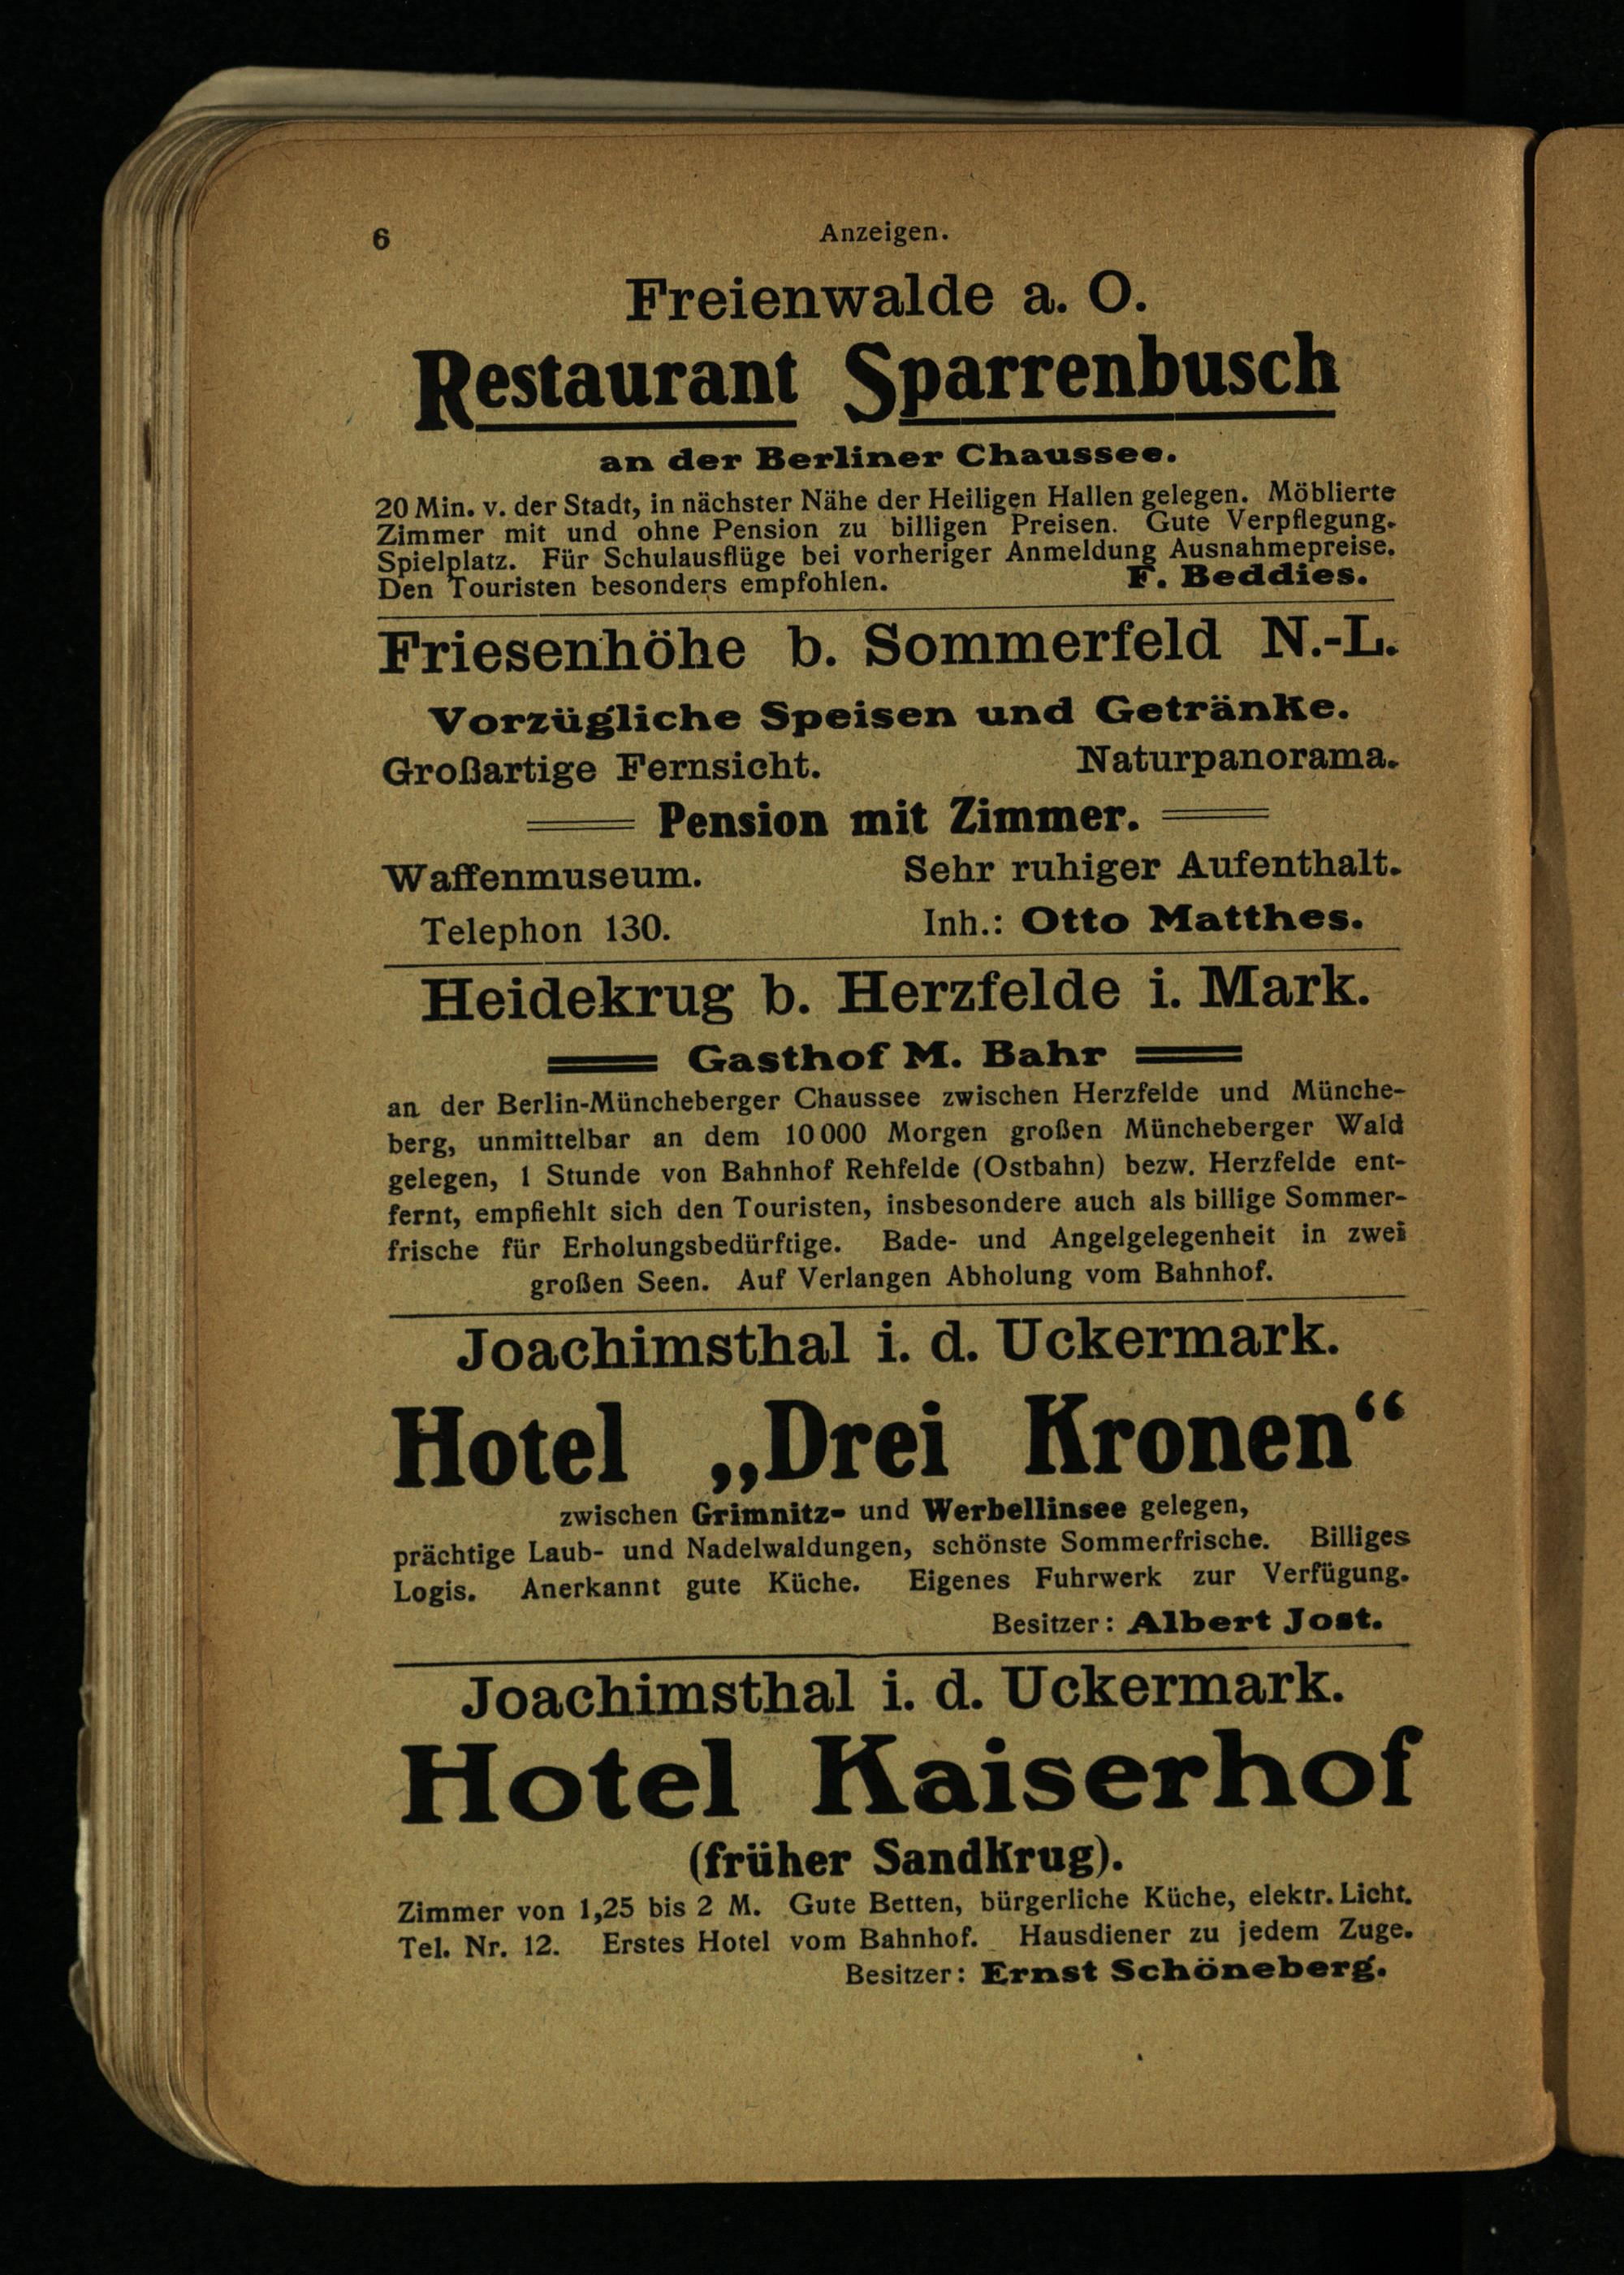 6
Anzeigen.
Freienwalde a. O.
Restaurant Sparrenbusch
an der Berliner Chaussee.
20 Min. v. der Stadt, in nächster Nähe der Heiligen Hallen gelegen. Möblierte
Zimmer mit und ohne Pension zu billigen Preisen. Gute Verpflegung.
Spielplatz. Für Schulausflüge bei vorheriger Anmeldung Ausnahmepreise.
Den Touristen besonders empfohlen. F. Beddies.
Friesenhöhe b. Sommerfeld N.-L.
Vorzügliche Speisen und Getränke.
Großartige Fernsicht. Naturpanorama.
Pension mit Zimmer.
Waffenmuseum. Sehr ruhiger Aufenthalt.
Telephon 130. Inh.: Otto Matthes.
Heidekrug b. Herzfelde i. Mark.
Gasthof M. Bahr
an der Berlin-Müncheberger Chaussee zwischen Herzfelde und Münche-
berg, unmittelbar an dem 10 000 Morgen großen Müncheberger Wald
gelegen, 1 Stunde von Bahnhof Rehfelde (Ostbahn) bezw. Herzfelde ent-
fernt, empfiehlt sich den Touristen, insbesondere auch als billige Sommer-
frische für Erholungsbedürftige. Bade- und Angelgelegenheit in zwei
großen Seen. Auf Verlangen Abholung vom Bahnhof.
Joachimsthal i. d. Uckermark.
Hotel „Drei Kronen“
zwischen Grimnitz- und Werbellinsee gelegen,
prächtige Laub- und Nadelwaldungen, schönste Sommerfrische. Billiges
Logis. Anerkannt gute Küche. Eigenes Fuhrwerk zur Verfügung.
Besitzer: Albert Jost.
Joachimsthal i. d. Uckermark.
Hotel Kaiserhof
(früher Sandkrug).
Zimmer von 1,25 bis 2 M. Gute Betten, bürgerliche Küche, elektr. Licht.
Tel. Nr. 12. Erstes Hotel vom Bahnhof. Hausdiener zu jedem Zuge.
Besitzer: Ernst Schöneberg.